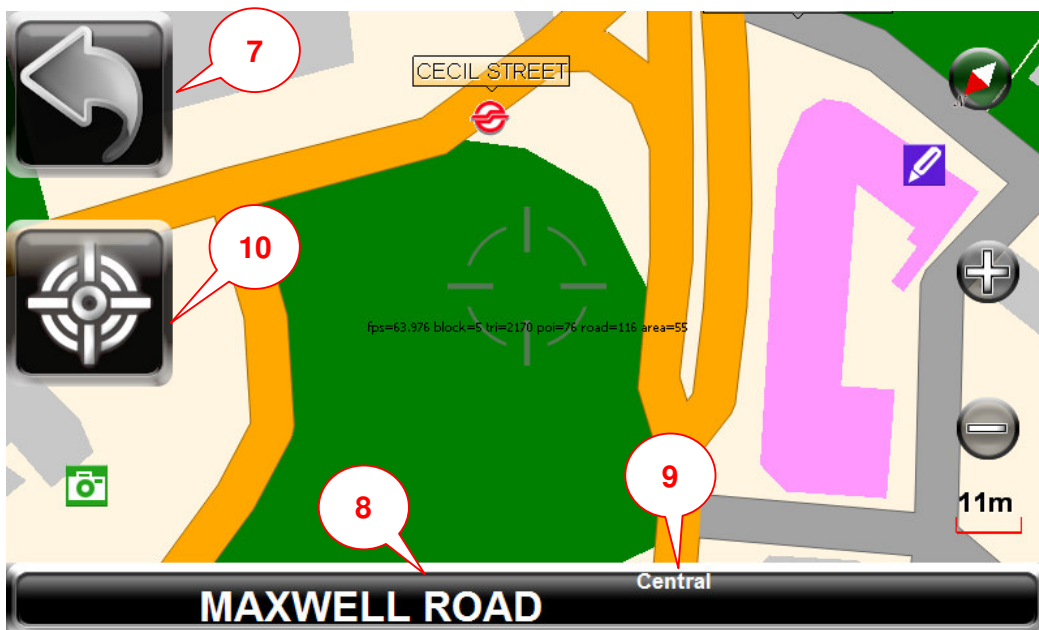 7
CECIL STREET
N
10
fps=63.976 block=5 tri=2170 poi=76 road=116 area=55
11m
8
9
Central
MAXWELL ROAD